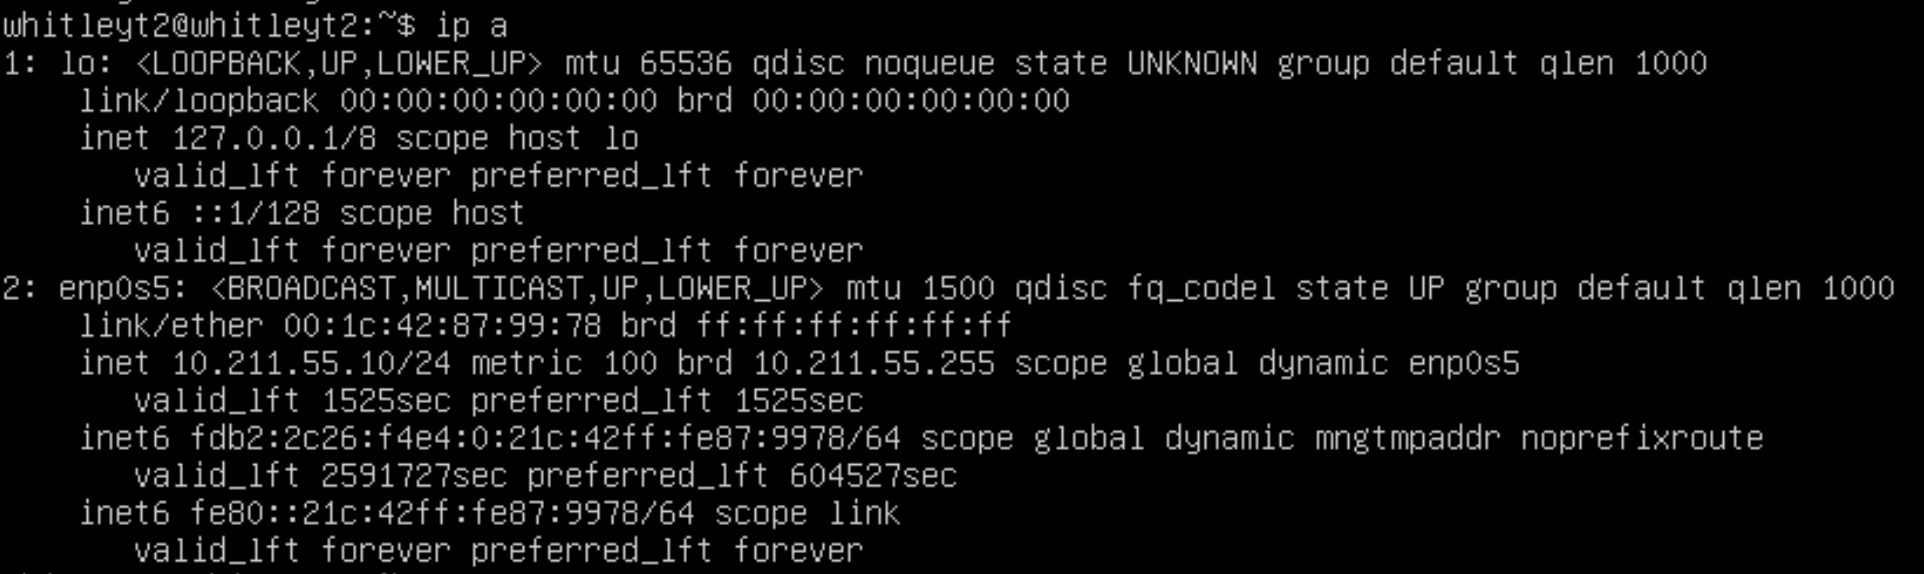 whitleyt2@whitleyt2:~$ ip a
1: lo: <LOOPBACK,UP,LOWER_UP> mtu 65536 qdisc noqueue state UNKNOWN group default qlen 1000
    link/loopback 00:00:00:00:00:00 brd 00:00:00:00:00:00
    inet 127.0.0.1/8 scope host lo
       valid_lft forever preferred_lft forever
    inet6 ::1/128 scope host
       valid_lft forever preferred_lft forever
2: enp0s5: <BROADCAST,MULTICAST,UP,LOWER_UP> mtu 1500 qdisc fq_codel state UP group default qlen 1000
    link/ether 00:1c:42:87:99:78 brd ff:ff:ff:ff:ff:ff
    inet 10.211.55.10/24 metric 100 brd 10.211.55.255 scope global dynamic enp0s5
       valid_lft 1525sec preferred_lft 1525sec
    inet6 fdb2:2c26:f4e4:0:21c:42ff:fe87:9978/64 scope global dynamic mngtmpaddr noprefixroute
       valid_lft 2591727sec preferred_lft 604527sec
    inet6 fe80::21c:42ff:fe87:9978/64 scope link
       valid_lft forever preferred_lft forever